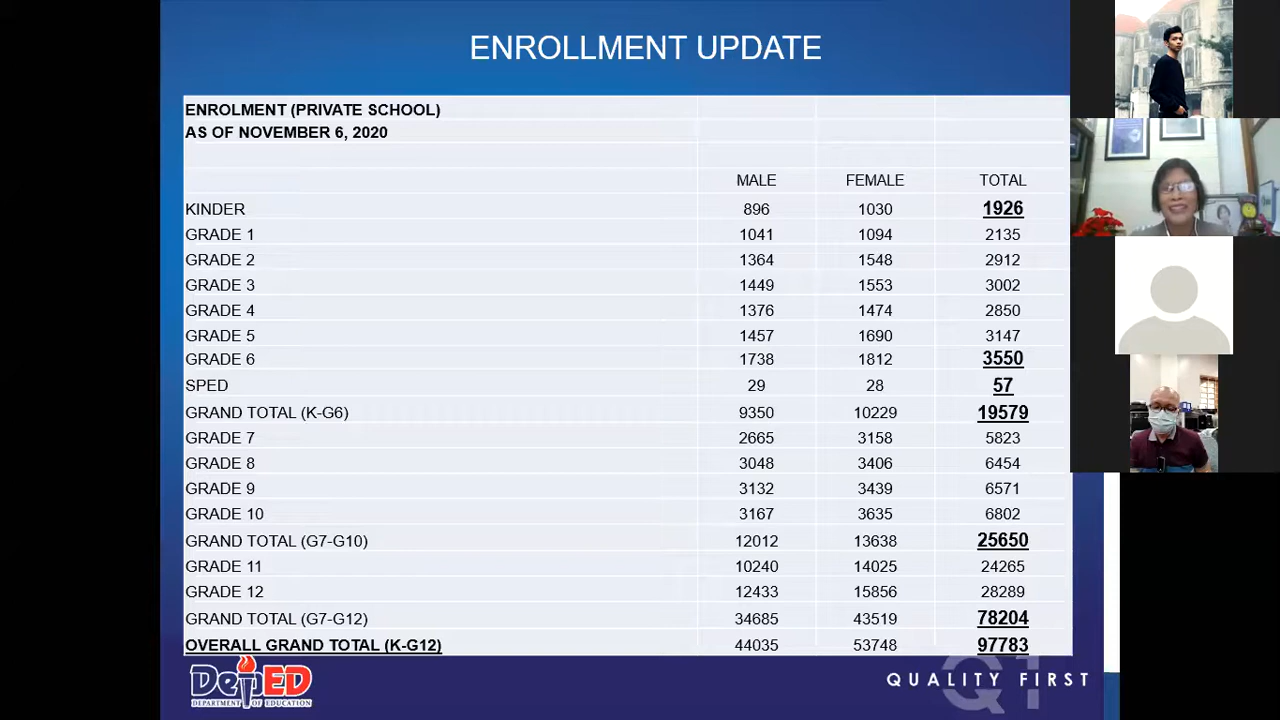 ENROLLMENT UPDATE
ENROLMENT (PRIVATE SCHOOL)
AS OF NOVEMBER 6, 2020
MALE FEMALE TOTAL
KINDER 896 1030 1926
GRADE 1 1041 1094 2135
GRADE 2 1364 1548 2912
GRADE 3 1449 1553 3002
GRADE 4 1376 1474 2850
GRADE 5 1457 1690 3147
GRADE 6 1738 1812 3550
SPED 29 28 57
GRAND TOTAL (K-G6) 9350 10229 19579
GRADE 7 2665 3158 5823
GRADE 8 3048 3406 6454
GRADE 9 3132 3439 6571
GRADE 10 3167 3635 6802
GRAND TOTAL (G7-G10) 12012 13638 25650
GRADE 11 10240 14025 24265
GRADE 12 12433 15856 28289
GRAND TOTAL (G7-G12) 34685 43519 78204
OVERALL GRAND TOTAL (K-G12) 44035 53748 97783
DepED
DEPARTMENT OF EDUCATION
Q1
QUALITY FIRST